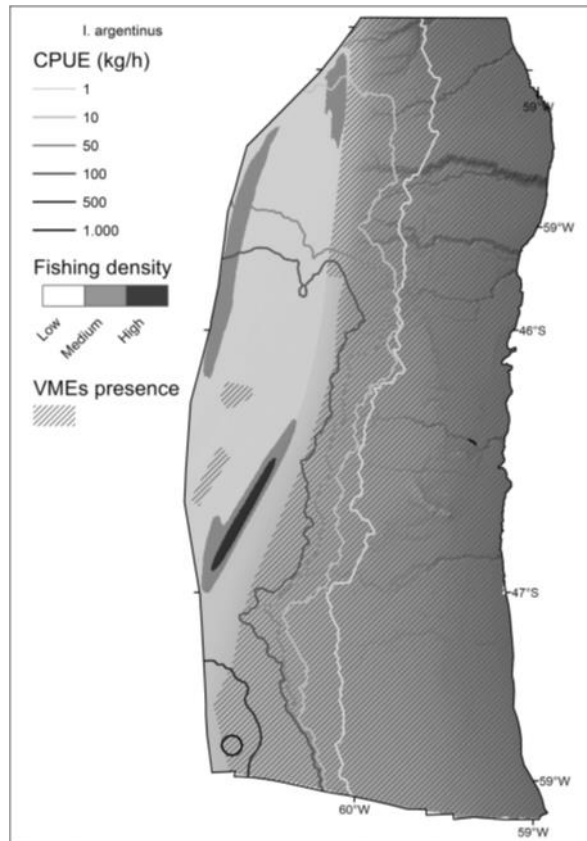 I. argentinus
CPUE (kg/h)
1
10
50
100
500
1.000
Fishing density
Low
Medium
High
VMEs presence
59°W
59°W
46°S
47°S
59°W
60°W
59°W